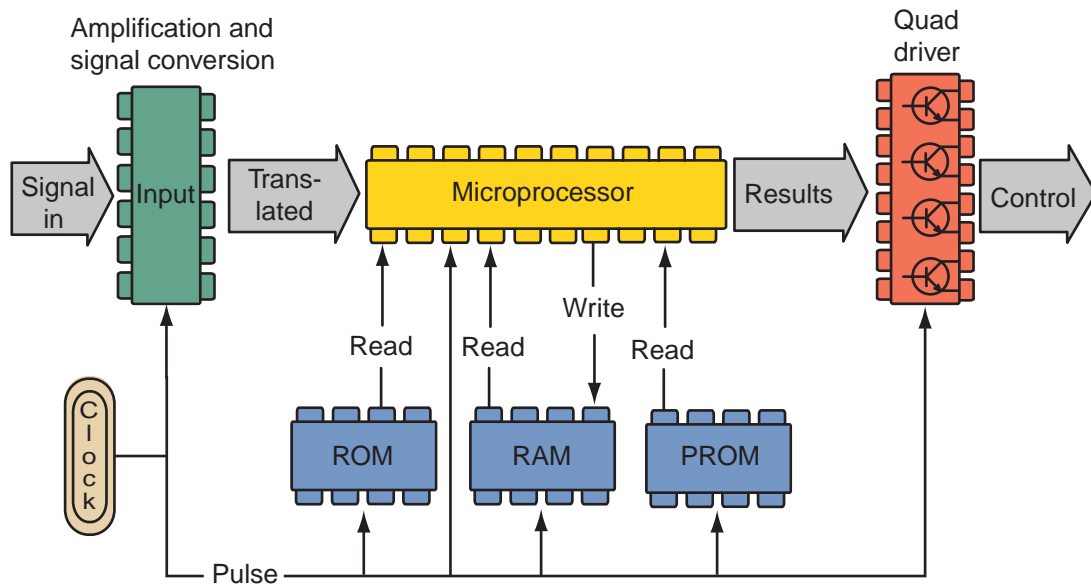 Amplification and
signal conversion
Quad
driver
Signal
in
Input
Trans-
lated
Microprocessor
Results
Control
Write
Read
Read
Read
Clock
ROM
RAM
PROM
Pulse